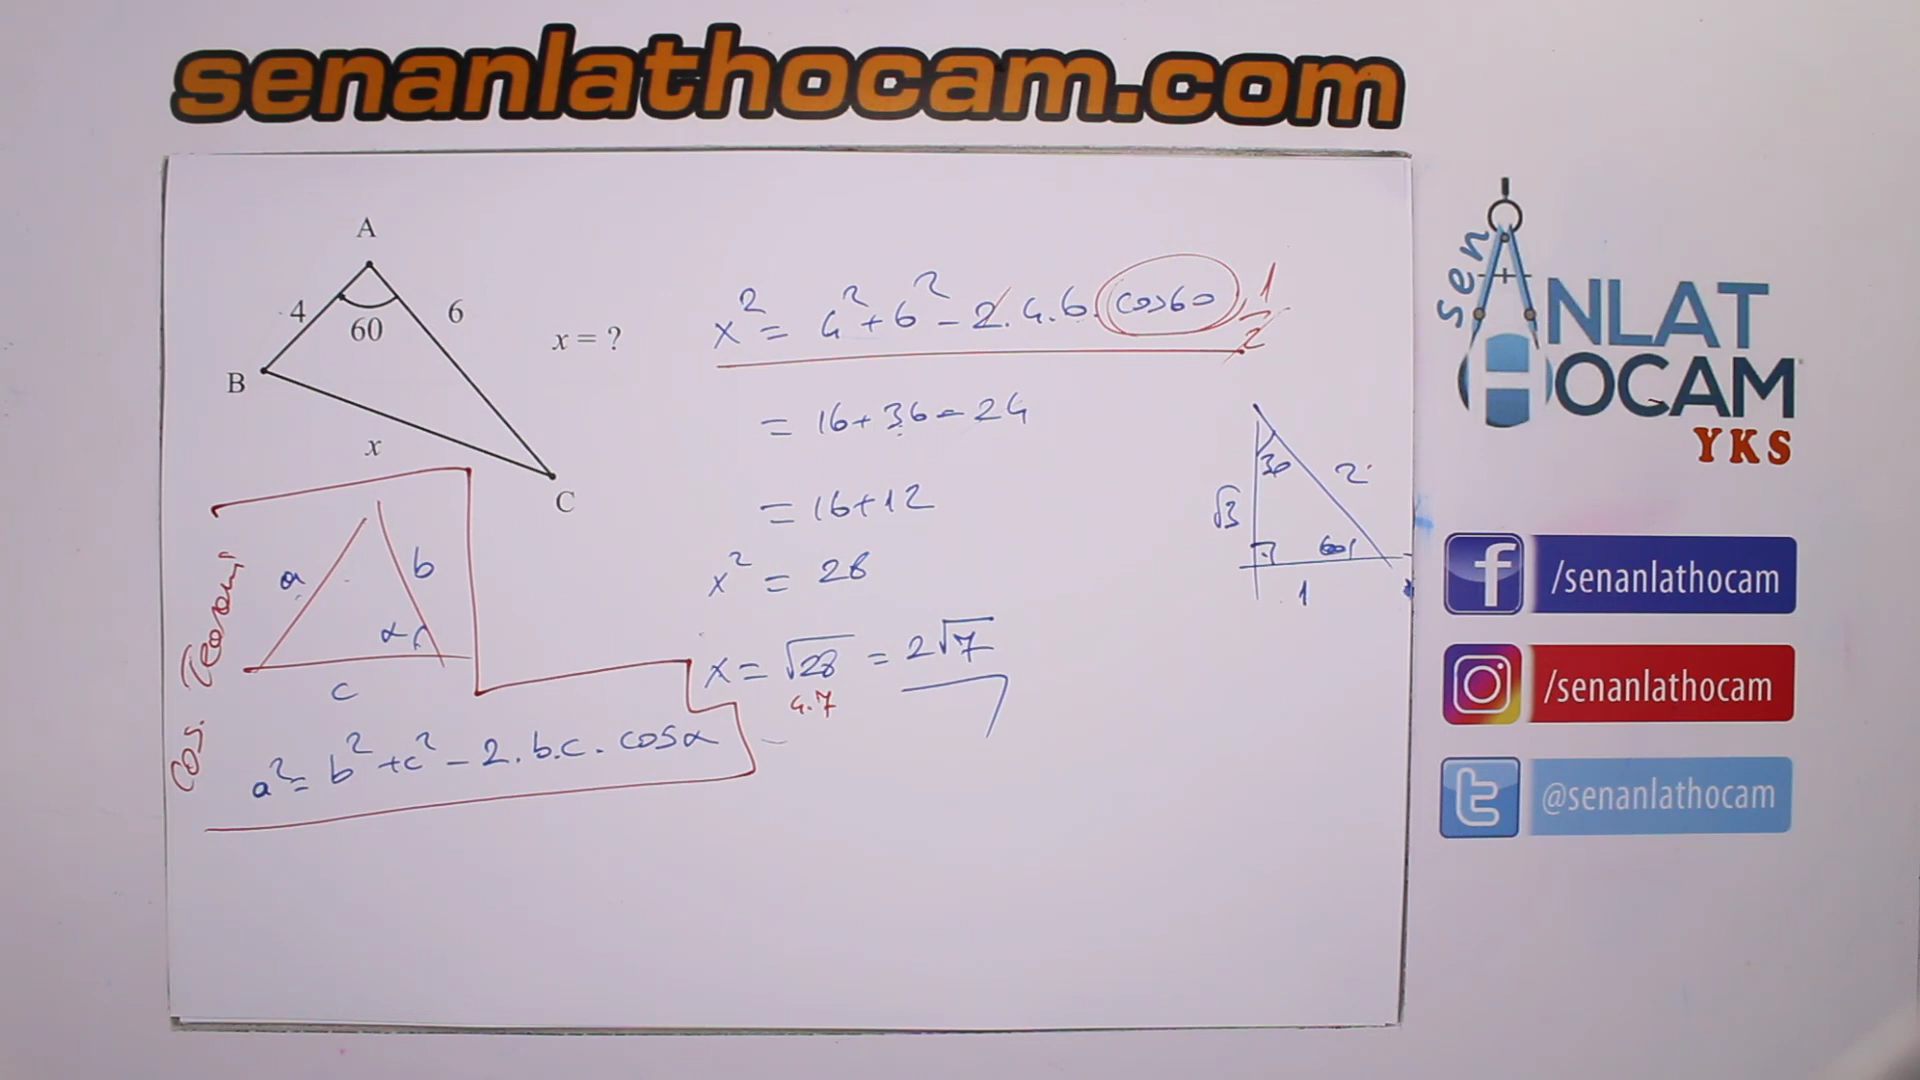 senanlathocam.com
A
4
60
6
x = ?
B
x
C
x² = 4² + 6² - 2.4.6.cos60 1/2
= 16+36-24
= 16+12
x² = 28
x = √28 = 2√7
4.7
30
2
√3
60
1
a
b
α
c
Cos. Teoremi
a² = b² + c² - 2.b.c.cosα
sen
ANLAT
HOCAM
YKS
f /senanlathocam
/senanlathocam
t @senanlathocam